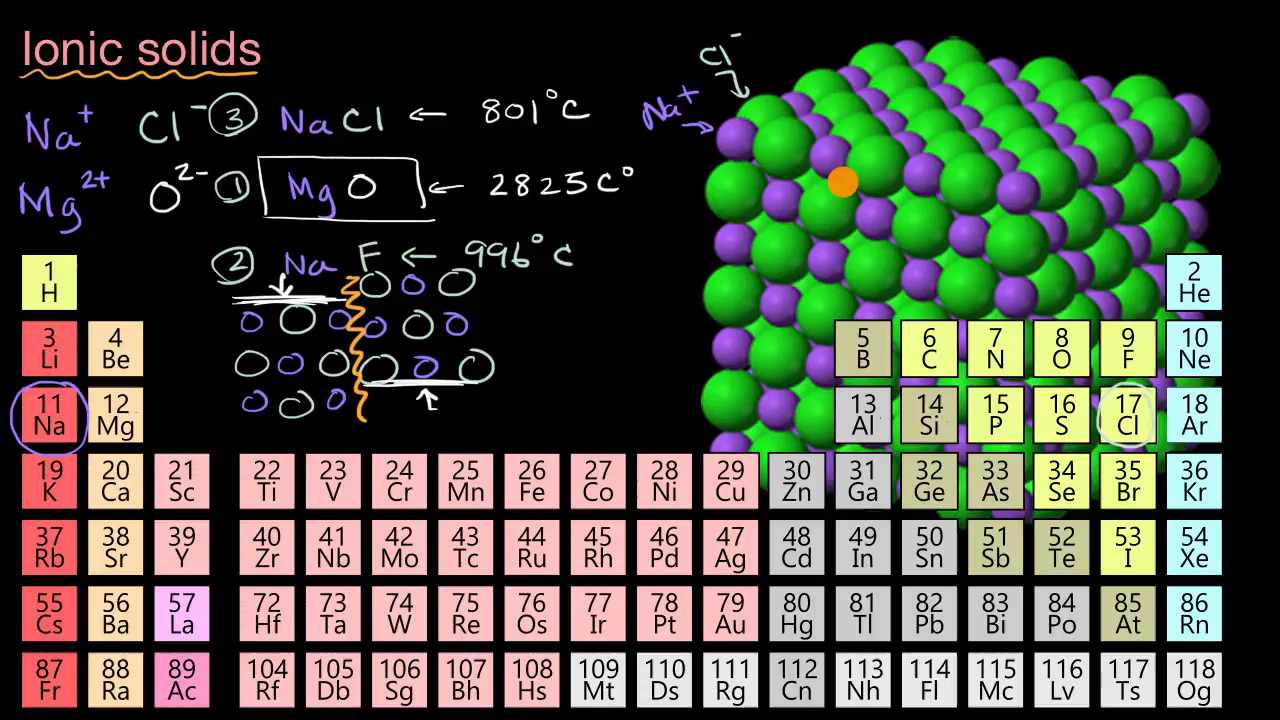 Ionic solids
Cl⁻
Na⁺
Na⁺ Cl⁻ ③ NaCl ← 801°C
Mg²⁺ O²⁻ ① MgO ← 2825C°
② NaF ← 996°C
1 H 2 He
3 Li 4 Be 5 B 6 C 7 N 8 O 9 F 10 Ne
11 Na 12 Mg 13 Al 14 Si 15 P 16 S 17 Cl 18 Ar
19 K 20 Ca 21 Sc 22 Ti 23 V 24 Cr 25 Mn 26 Fe 27 Co 28 Ni 29 Cu 30 Zn 31 Ga 32 Ge 33 As 34 Se 35 Br 36 Kr
37 Rb 38 Sr 39 Y 40 Zr 41 Nb 42 Mo 43 Tc 44 Ru 45 Rh 46 Pd 47 Ag 48 Cd 49 In 50 Sn 51 Sb 52 Te 53 I 54 Xe
55 Cs 56 Ba 57 La 72 Hf 73 Ta 74 W 75 Re 76 Os 77 Ir 78 Pt 79 Au 80 Hg 81 Tl 82 Pb 83 Bi 84 Po 85 At 86 Rn
87 Fr 88 Ra 89 Ac 104 Rf 105 Db 106 Sg 107 Bh 108 Hs 109 Mt 110 Ds 111 Rg 112 Cn 113 Nh 114 Fl 115 Mc 116 Lv 117 Ts 118 Og